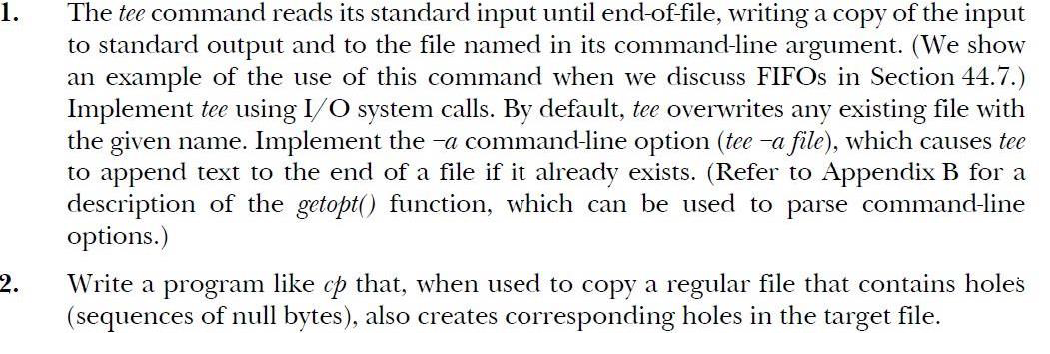 1. The tee command reads its standard input until end-of-file, writing a copy of the input
to standard output and to the file named in its command-line argument. (We show
an example of the use of this command when we discuss FIFOs in Section 44.7.)
Implement tee using I/O system calls. By default, tee overwrites any existing file with
the given name. Implement the –a command-line option (tee –a file), which causes tee
to append text to the end of a file if it already exists. (Refer to Appendix B for a
description of the getopt() function, which can be used to parse command-line
options.)
2. Write a program like cp that, when used to copy a regular file that contains holes
(sequences of null bytes), also creates corresponding holes in the target file.